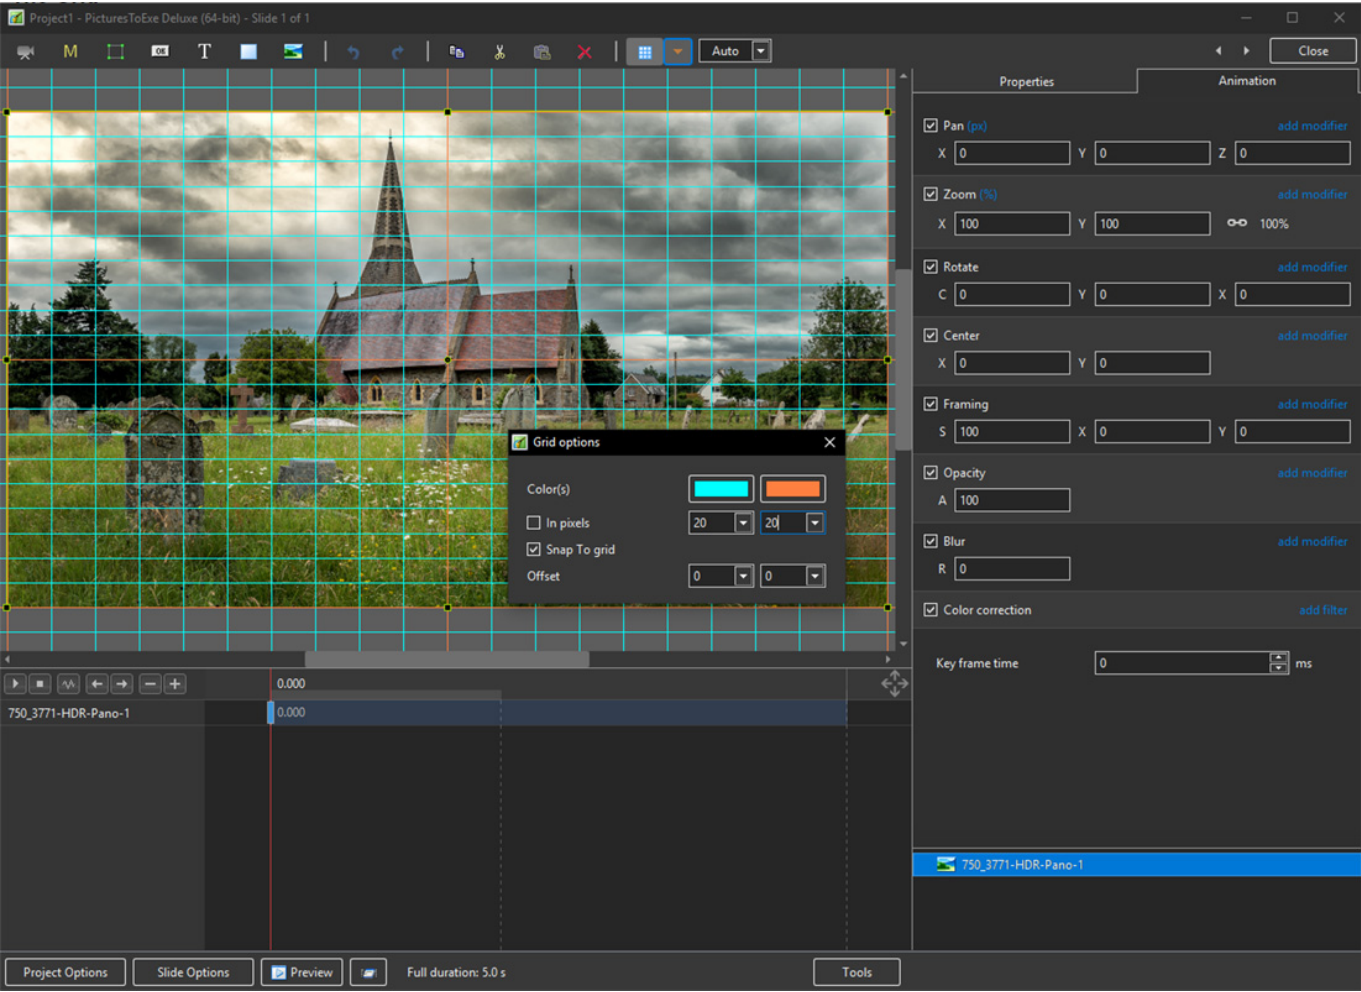 Project1 - PicturesToExe Deluxe (64-bit) - Slide 1 of 1
M OK T Auto Close
Properties Animation
Pan (px) add modifier
X 0 Y 0 Z 0
Zoom (%) add modifier
X 100 Y 100 100%
Rotate add modifier
C 0 Y 0 X 0
Center add modifier
X 0 Y 0
Framing add modifier
S 100 X 0 Y 0
Opacity add modifier
A 100
Blur add modifier
R 0
Color correction add filter
Key frame time 0 ms
Grid options
Color(s)
In pixels 20 20
Snap To grid
Offset 0 0
0.000
750_3771-HDR-Pano-1 0.000
750_3771-HDR-Pano-1
Project Options Slide Options Preview Full duration: 5.0 s Tools